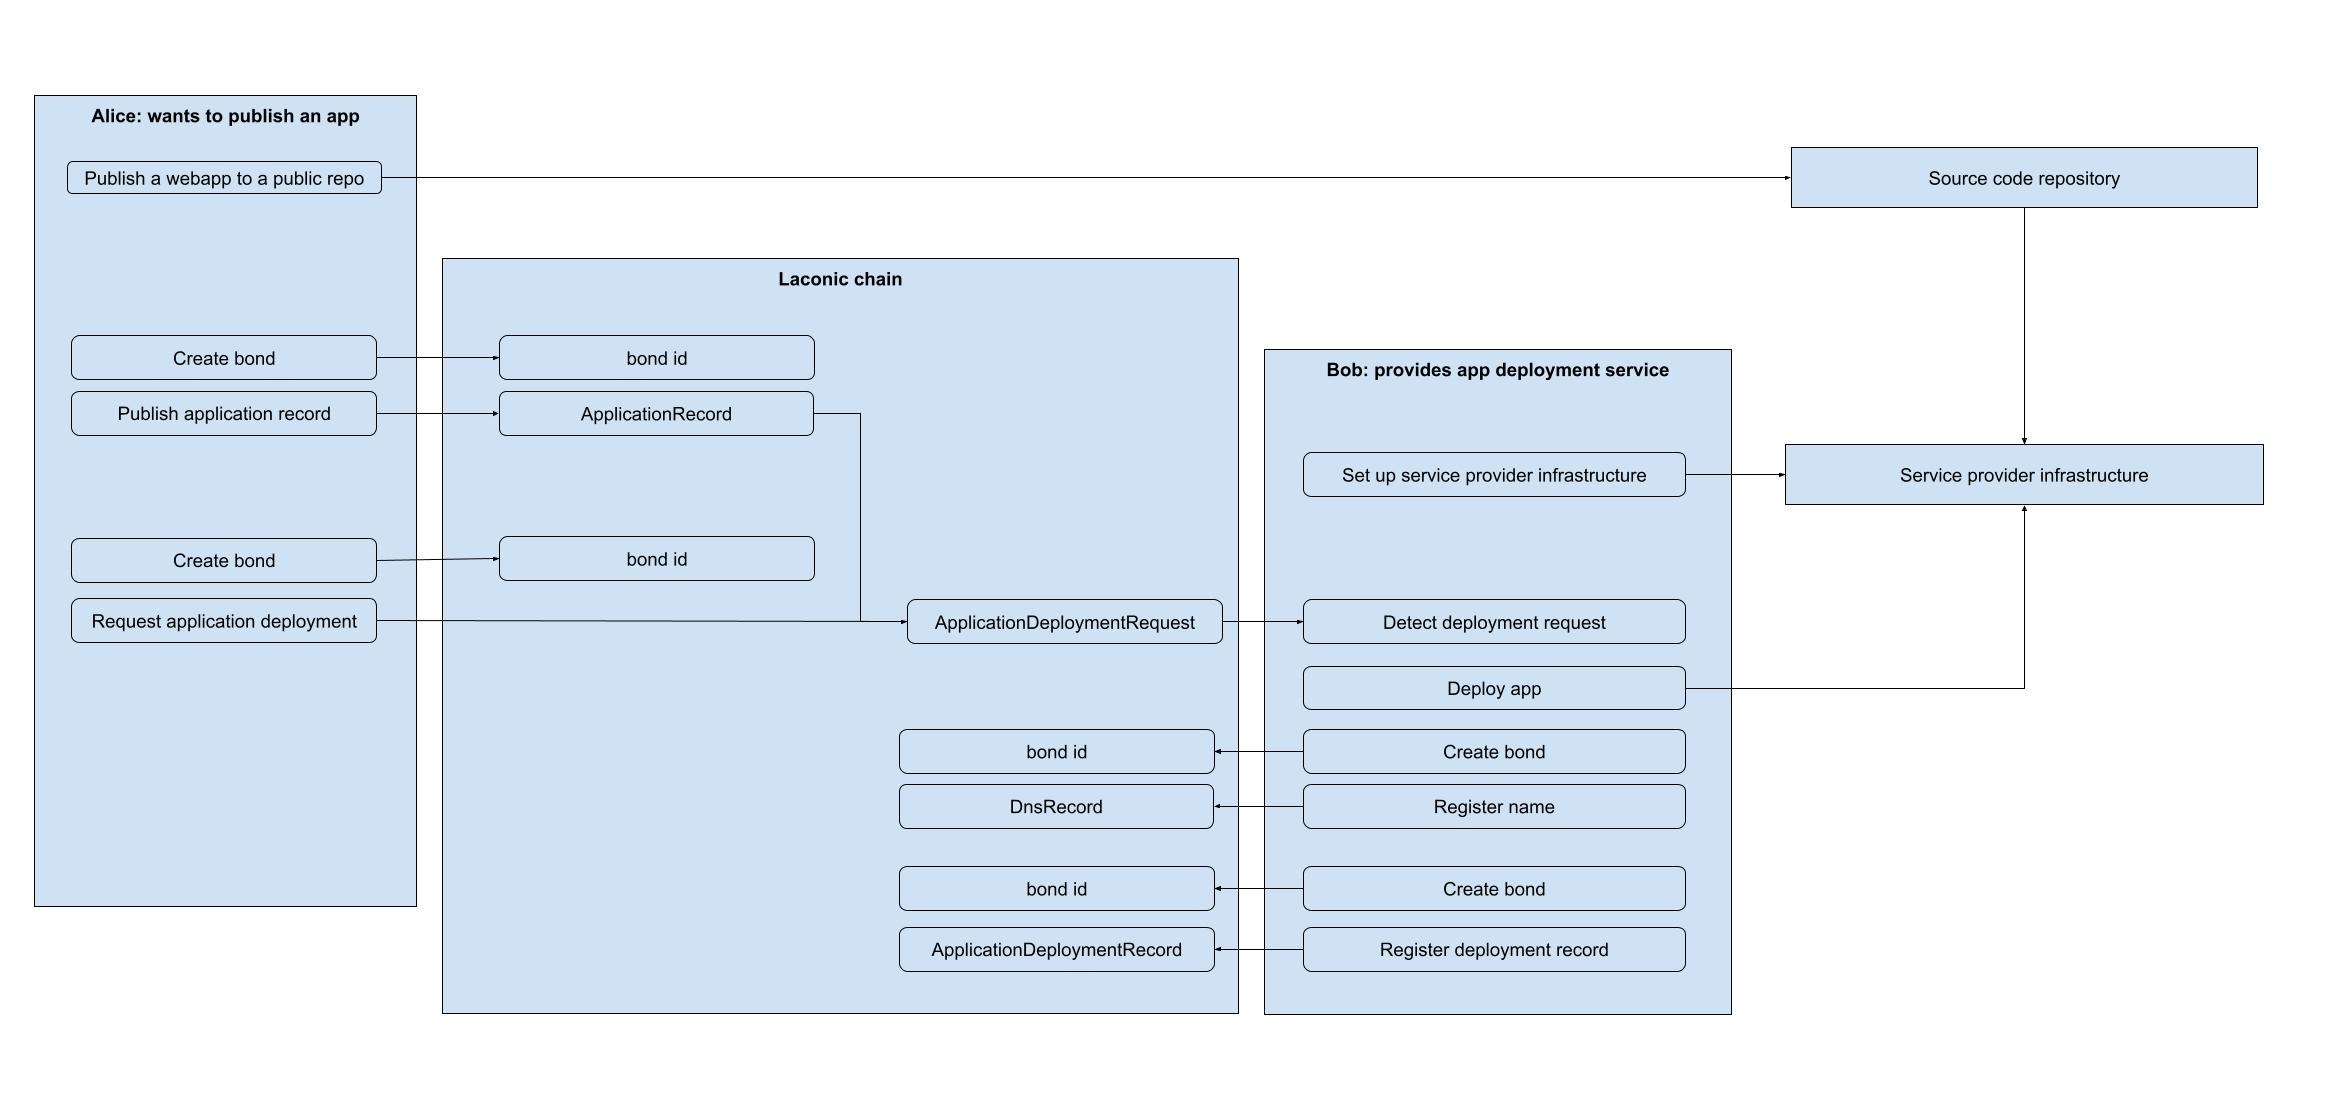 Alice: wants to publish an app
Publish a webapp to a public repo
Create bond
Publish application record
Create bond
Request application deployment
Laconic chain
bond id
ApplicationRecord
bond id
ApplicationDeploymentRequest
bond id
DnsRecord
bond id
ApplicationDeploymentRecord
Bob: provides app deployment service
Set up service provider infrastructure
Detect deployment request
Deploy app
Create bond
Register name
Create bond
Register deployment record
Source code repository
Service provider infrastructure